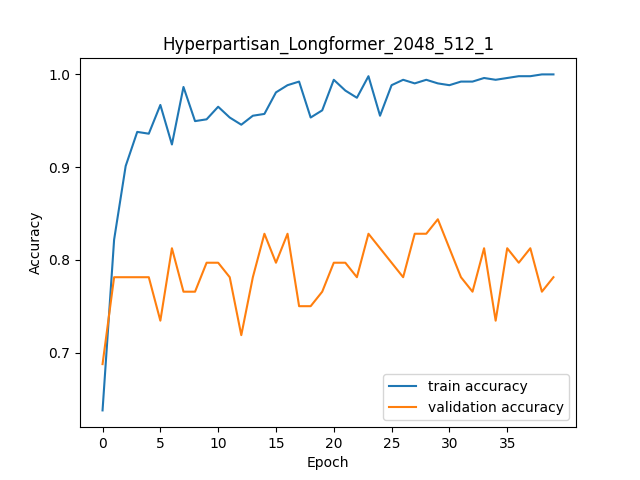 Hyperpartisan_Longformer_2048_512_1
1.0
0.9
0.8
0.7
Accuracy
0 5 10 15 20 25 30 35
Epoch
train accuracy
validation accuracy